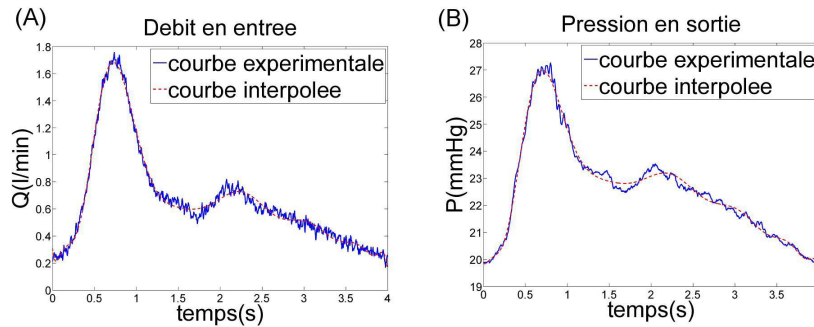 (A)
Debit en entree
1.8
1.6
1.4
1.2
1
0.8
0.6
0.4
0.2
0
Q(l/min)
courbe experimentale
courbe interpolee
0 0.5 1 1.5 2 2.5 3 3.5 4
temps(s)
(B)
Pression en sortie
28
27
26
25
24
23
22
21
20
19
P(mmHg)
courbe experimentale
courbe interpolee
0 0.5 1 1.5 2 2.5 3 3.5
temps(s)